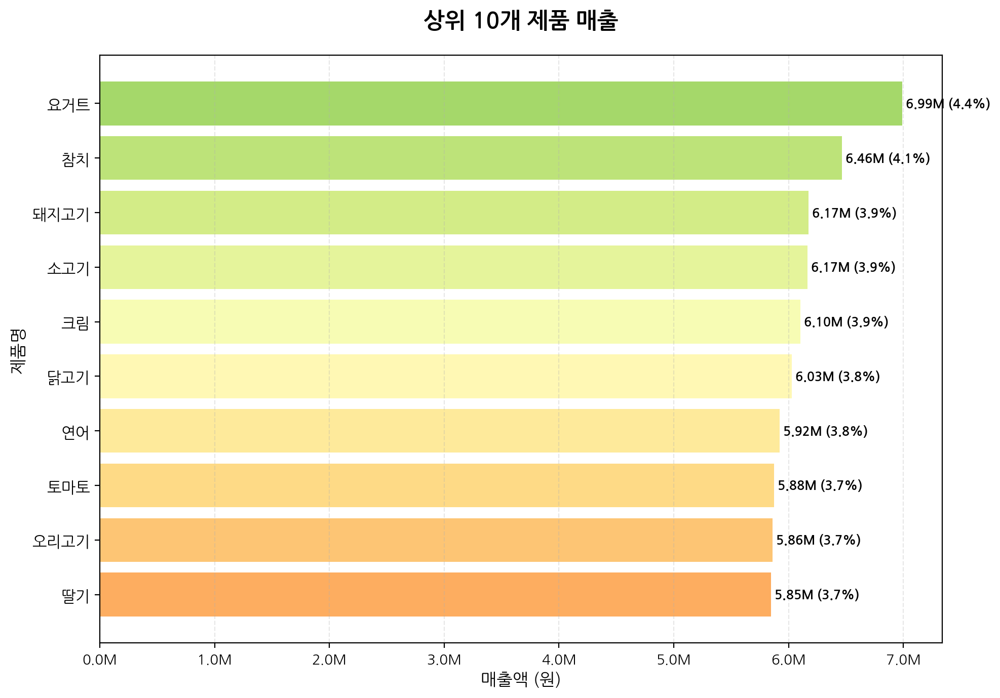 상위 10개 제품 매출
요거트 6.99M (4.4%)
참치 6.46M (4.1%)
돼지고기 6.17M (3.9%)
소고기 6.17M (3.9%)
크림 6.10M (3.9%)
닭고기 6.03M (3.8%)
연어 5.92M (3.8%)
토마토 5.88M (3.7%)
오리고기 5.86M (3.7%)
딸기 5.85M (3.7%)
제품명
0.0M 1.0M 2.0M 3.0M 4.0M 5.0M 6.0M 7.0M
매출액 (원)